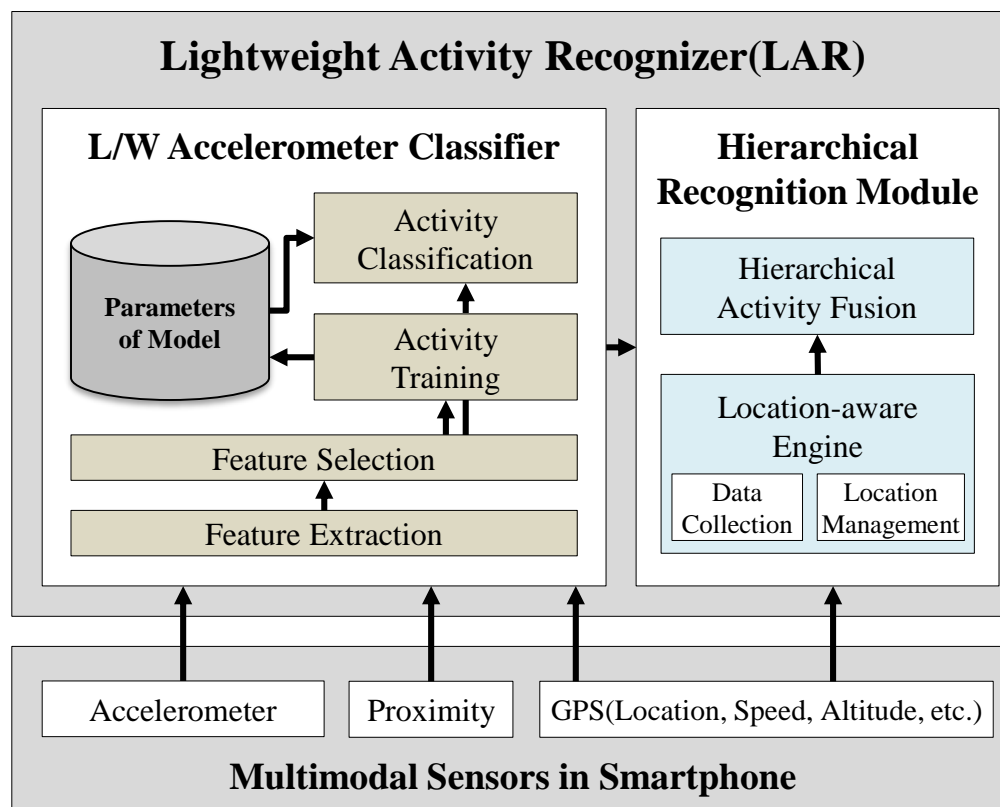 Lightweight Activity Recognizer(LAR)
L/W Accelerometer Classifier
Activity
Classification
Parameters
of Model
Activity
Training
Feature Selection
Feature Extraction
Hierarchical
Recognition Module
Hierarchical
Activity Fusion
Location-aware
Engine
Data
Collection
Location
Management
Accelerometer
Proximity
GPS(Location, Speed, Altitude, etc.)
Multimodal Sensors in Smartphone